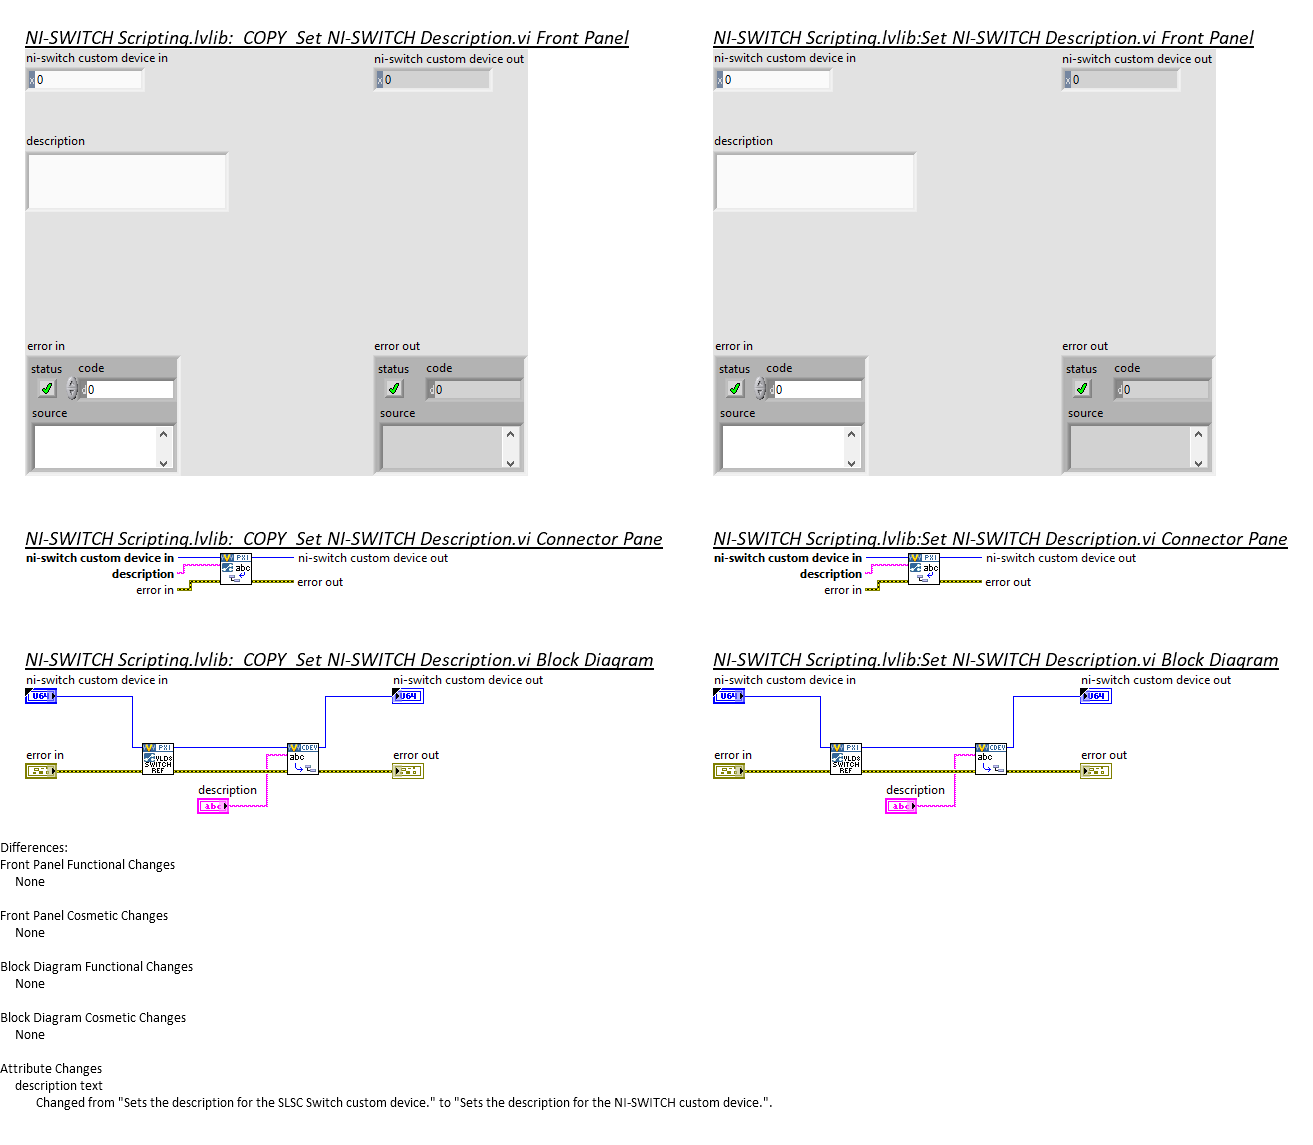 NI-SWITCH Scripting.lvlib:_COPY_Set NI-SWITCH Description.vi Front Panel
ni-switch custom device in
ni-switch custom device out
x 0
x 0
description
error in
error out
status code
status code
d 0
d 0
source
source
NI-SWITCH Scripting.lvlib:Set NI-SWITCH Description.vi Front Panel
ni-switch custom device in
ni-switch custom device out
x 0
x 0
description
error in
error out
status code
status code
d 0
d 0
source
source
NI-SWITCH Scripting.lvlib:_COPY_Set NI-SWITCH Description.vi Connector Pane
ni-switch custom device in
PXI
ni-switch custom device out
description
abc
error in
error out
NI-SWITCH Scripting.lvlib:Set NI-SWITCH Description.vi Connector Pane
ni-switch custom device in
PXI
ni-switch custom device out
description
abc
error in
error out
NI-SWITCH Scripting.lvlib:_COPY_Set NI-SWITCH Description.vi Block Diagram
ni-switch custom device in
ni-switch custom device out
U64
U64
error in
PXI
VLDs
SWITCH
REF
CDEV
abc
error out
description
abc
NI-SWITCH Scripting.lvlib:Set NI-SWITCH Description.vi Block Diagram
ni-switch custom device in
ni-switch custom device out
U64
U64
error in
PXI
VLDs
SWITCH
REF
CDEV
abc
error out
description
abc
Differences:
Front Panel Functional Changes
None
Front Panel Cosmetic Changes
None
Block Diagram Functional Changes
None
Block Diagram Cosmetic Changes
None
Attribute Changes
description text
Changed from "Sets the description for the SLSC Switch custom device." to "Sets the description for the NI-SWITCH custom device.".